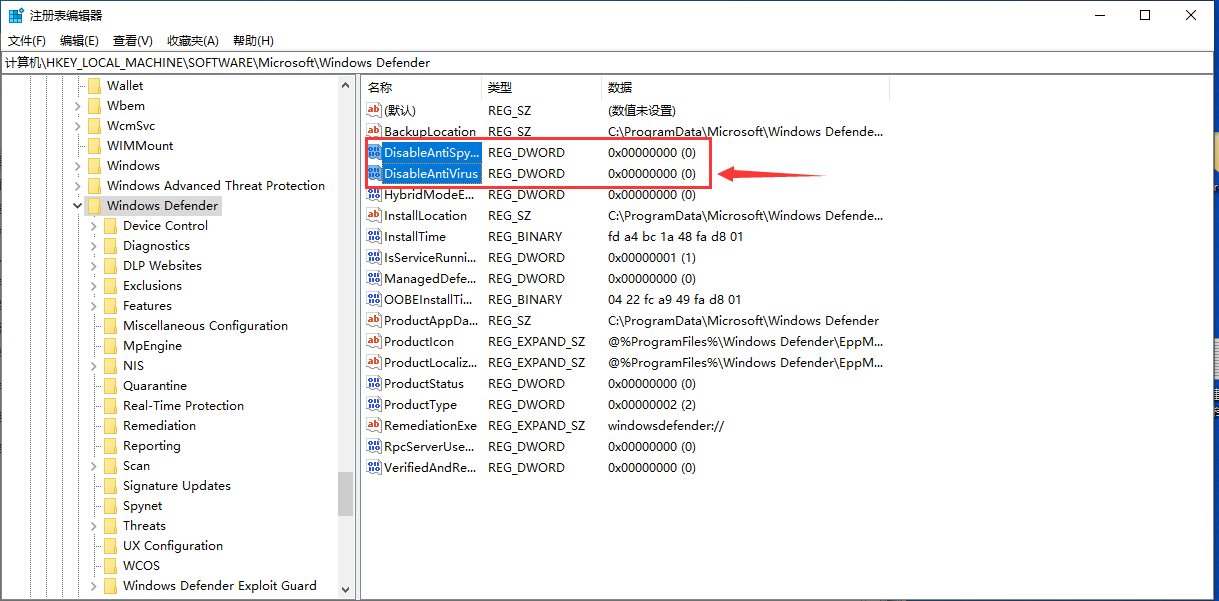 注册表编辑器
文件(F) 编辑(E) 查看(V) 收藏夹(A) 帮助(H)
计算机\HKEY_LOCAL_MACHINE\SOFTWARE\Microsoft\Windows Defender
Wallet
Wbem
WcmSvc
WIMMount
Windows
Windows Advanced Threat Protection
Windows Defender
Device Control
Diagnostics
DLP Websites
Exclusions
Features
Miscellaneous Configuration
MpEngine
NIS
Quarantine
Real-Time Protection
Remediation
Reporting
Scan
Signature Updates
Spynet
Threats
UX Configuration
WCOS
Windows Defender Exploit Guard
名称 类型 数据
(默认) REG_SZ (数值未设置)
BackupLocation REG_SZ C:\ProgramData\Microsoft\Windows Defende...
DisableAntiSpy... REG_DWORD 0x00000000 (0)
DisableAntiVirus REG_DWORD 0x00000000 (0)
HybridModeE... REG_DWORD 0x00000000 (0)
InstallLocation REG_SZ C:\ProgramData\Microsoft\Windows Defende...
InstallTime REG_BINARY fd a4 bc 1a 48 fa d8 01
IsServiceRunni... REG_DWORD 0x00000001 (1)
ManagedDefe... REG_DWORD 0x00000000 (0)
OOBEInstallTi... REG_BINARY 04 22 fc a9 49 fa d8 01
ProductAppDa... REG_SZ C:\ProgramData\Microsoft\Windows Defender
ProductIcon REG_EXPAND_SZ @%ProgramFiles%\Windows Defender\EppM...
ProductLocaliz... REG_EXPAND_SZ @%ProgramFiles%\Windows Defender\EppM...
ProductStatus REG_DWORD 0x00000000 (0)
ProductType REG_DWORD 0x00000002 (2)
RemediationExe REG_EXPAND_SZ windowsdefender://
RpcServerUse... REG_DWORD 0x00000000 (0)
VerifiedAndRe... REG_DWORD 0x00000000 (0)